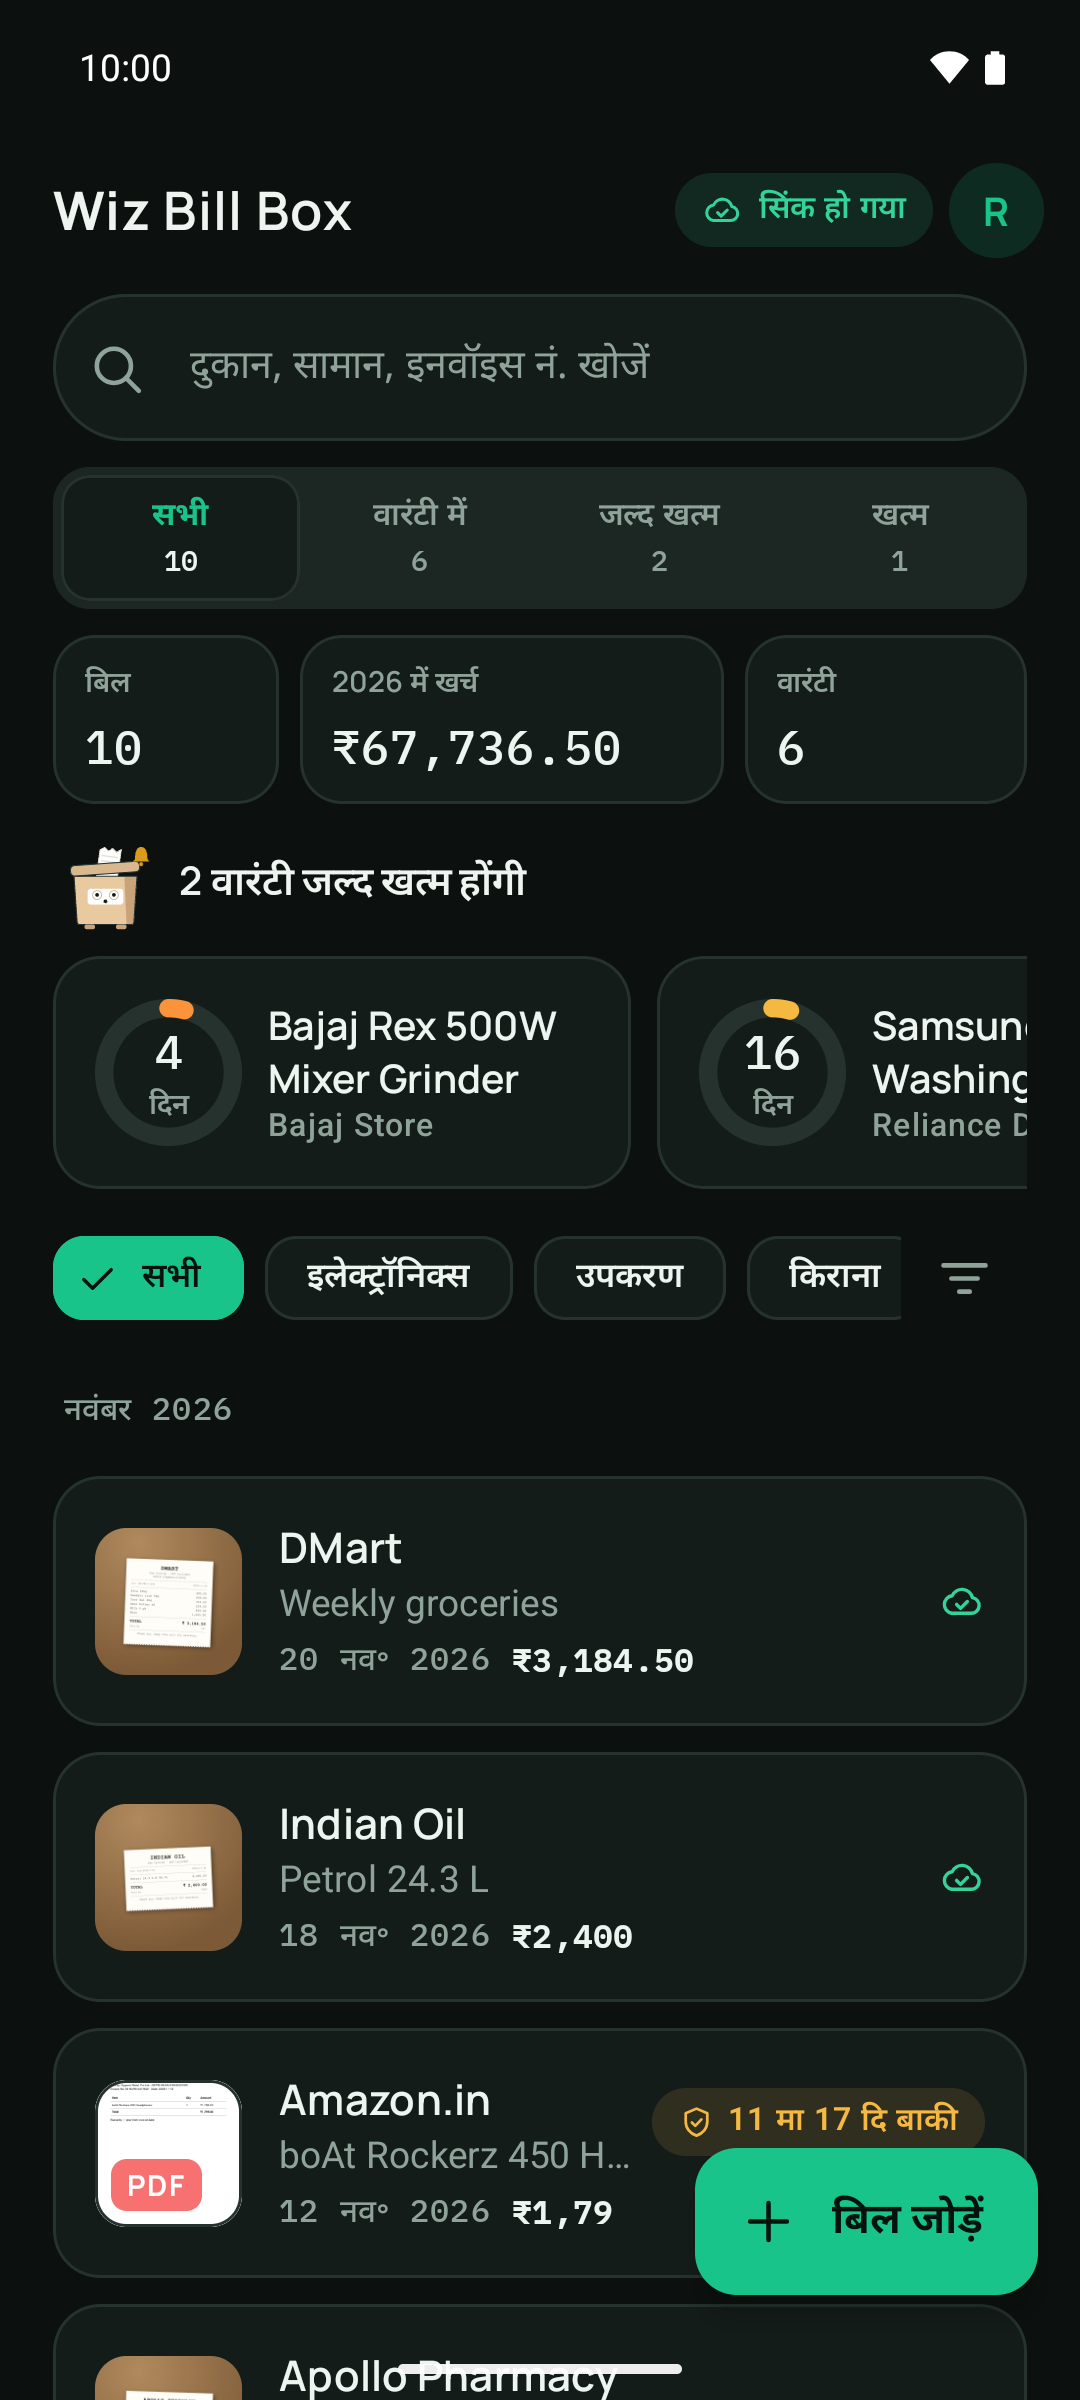 10:00
Wiz Bill Box
सिंक हो गया
R
दुकान, सामान, इनवॉइस नं. खोजें
सभी
10
वारंटी में
6
जल्द खत्म
2
खत्म
1
बिल
10
2026 में खर्च
₹67,736.50
वारंटी
6
2 वारंटी जल्द खत्म होंगी
4
दिन
Bajaj Rex 500W
Mixer Grinder
Bajaj Store
16
दिन
Samsung
Washing
Reliance D
सभी
इलेक्ट्रॉनिक्स
उपकरण
किराना
नवंबर 2026
DMart
Weekly groceries
20 नव॰ 2026 ₹3,184.50
Indian Oil
Petrol 24.3 L
18 नव॰ 2026 ₹2,400
Amazon.in
boAt Rockerz 450 H...
12 नव॰ 2026 ₹1,79
11 मा 17 दि बाकी
PDF
बिल जोड़ें
Apollo Pharmacy